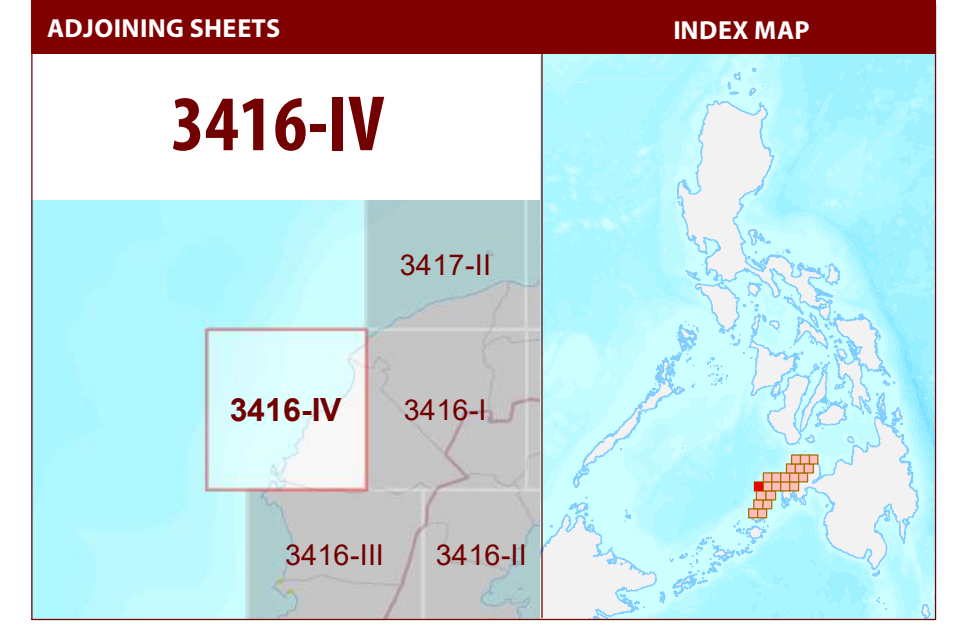 ADJOINING SHEETS
INDEX MAP
3416-IV
3417-II
3416-IV
3416-I
3416-III
3416-II